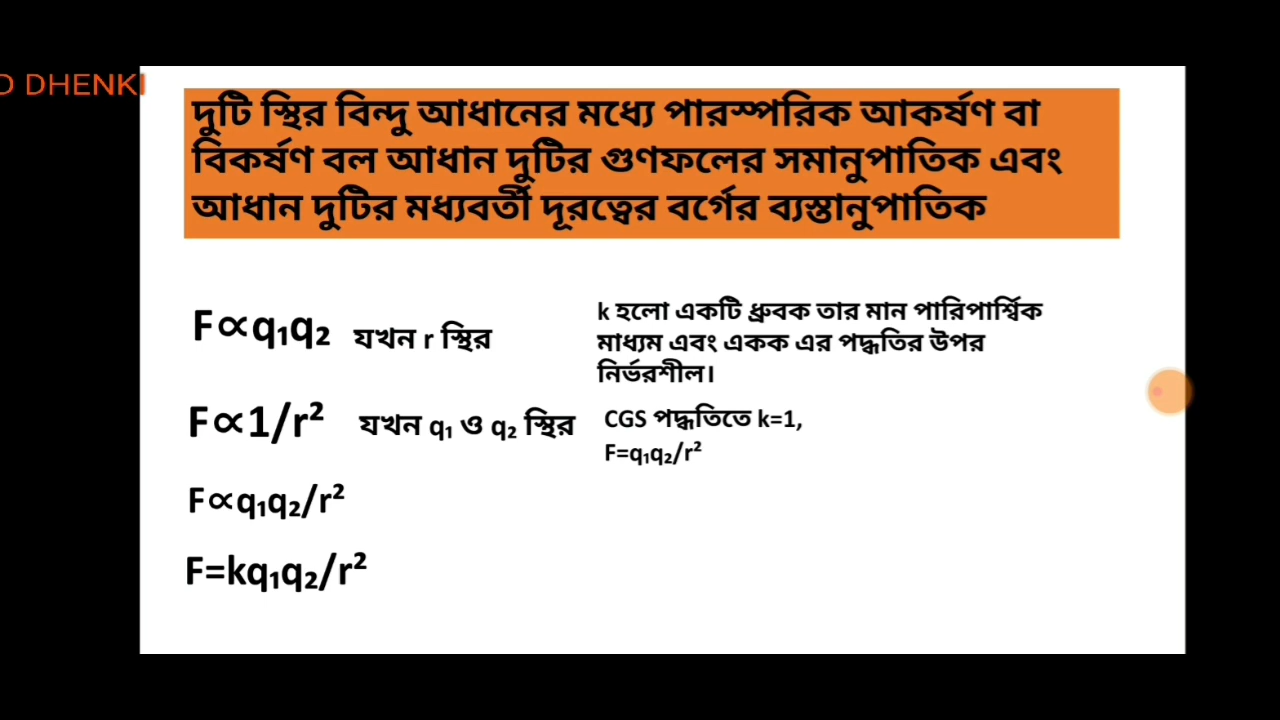 D DHENKI
দুটি স্থির বিন্দু আধানের মধ্যে পারস্পরিক আকর্ষণ বা
বিকর্ষণ বল আধান দুটির গুণফলের সমানুপাতিক এবং
আধান দুটির মধ্যবর্তী দূরত্বের বর্গের ব্যস্তানুপাতিক
F∝q₁q₂ যখন r স্থির
F∝1/r² যখন q₁ ও q₂ স্থির
F∝q₁q₂/r²
F=kq₁q₂/r²
k হলো একটি ধ্রুবক তার মান পারিপার্শ্বিক
মাধ্যম এবং একক এর পদ্ধতির উপর
নির্ভরশীল।
CGS পদ্ধতিতে k=1,
F=q₁q₂/r²